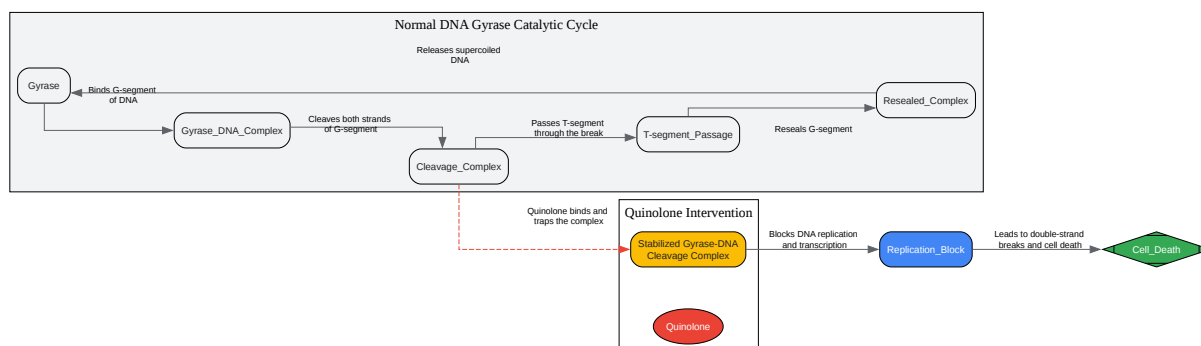 Normal DNA Gyrase Catalytic Cycle
Releases supercoiled
DNA
Gyrase
Binds G-segment
of DNA
Gyrase_DNA_Complex
Cleaves both strands
of G-segment
Cleavage_Complex
Passes T-segment
through the break
T-segment_Passage
Reseals G-segment
Resealed_Complex
Quinolone binds and
traps the complex
Quinolone Intervention
Stabilized Gyrase-DNA
Cleavage Complex
Blocks DNA replication
and transcription
Replication_Block
Leads to double-strand
breaks and cell death
Cell_Death
Quinolone